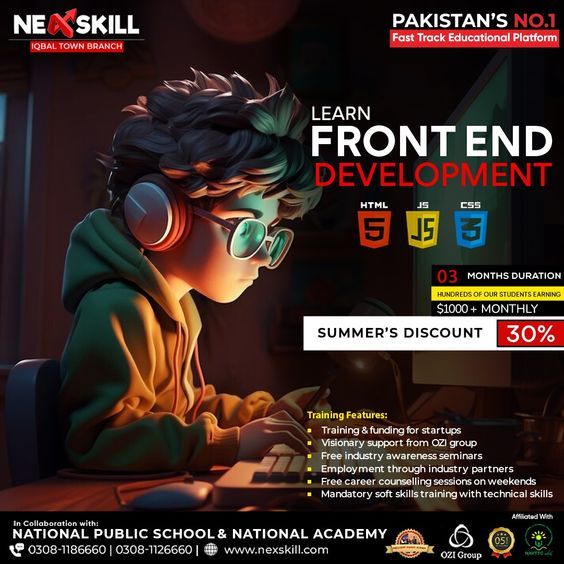 NEXSKILL
IQBAL TOWN BRANCH
PAKISTAN'S NO.1
Fast Track Educational Platform
LEARN
FRONT END
DEVELOPMENT
HTML JS CSS
5 JS 3
03 MONTHS DURATION
HUNDREDS OF OUR STUDENTS EARNING
$1000+ MONTHLY
SUMMER'S DISCOUNT 30%
Training Features:
Training & funding for startups
Visionary support from OZI group
Free industry awareness seminars
Employment through industry partners
Free career counselling sessions on weekends
Mandatory soft skills training with technical skills
In Collaboration with:
NATIONAL PUBLIC SCHOOL & NATIONAL ACADEMY
0308-1186660 | 0308-1126660 | www.nexskill.com
Affiliated With
OZI Group
NAVTTC